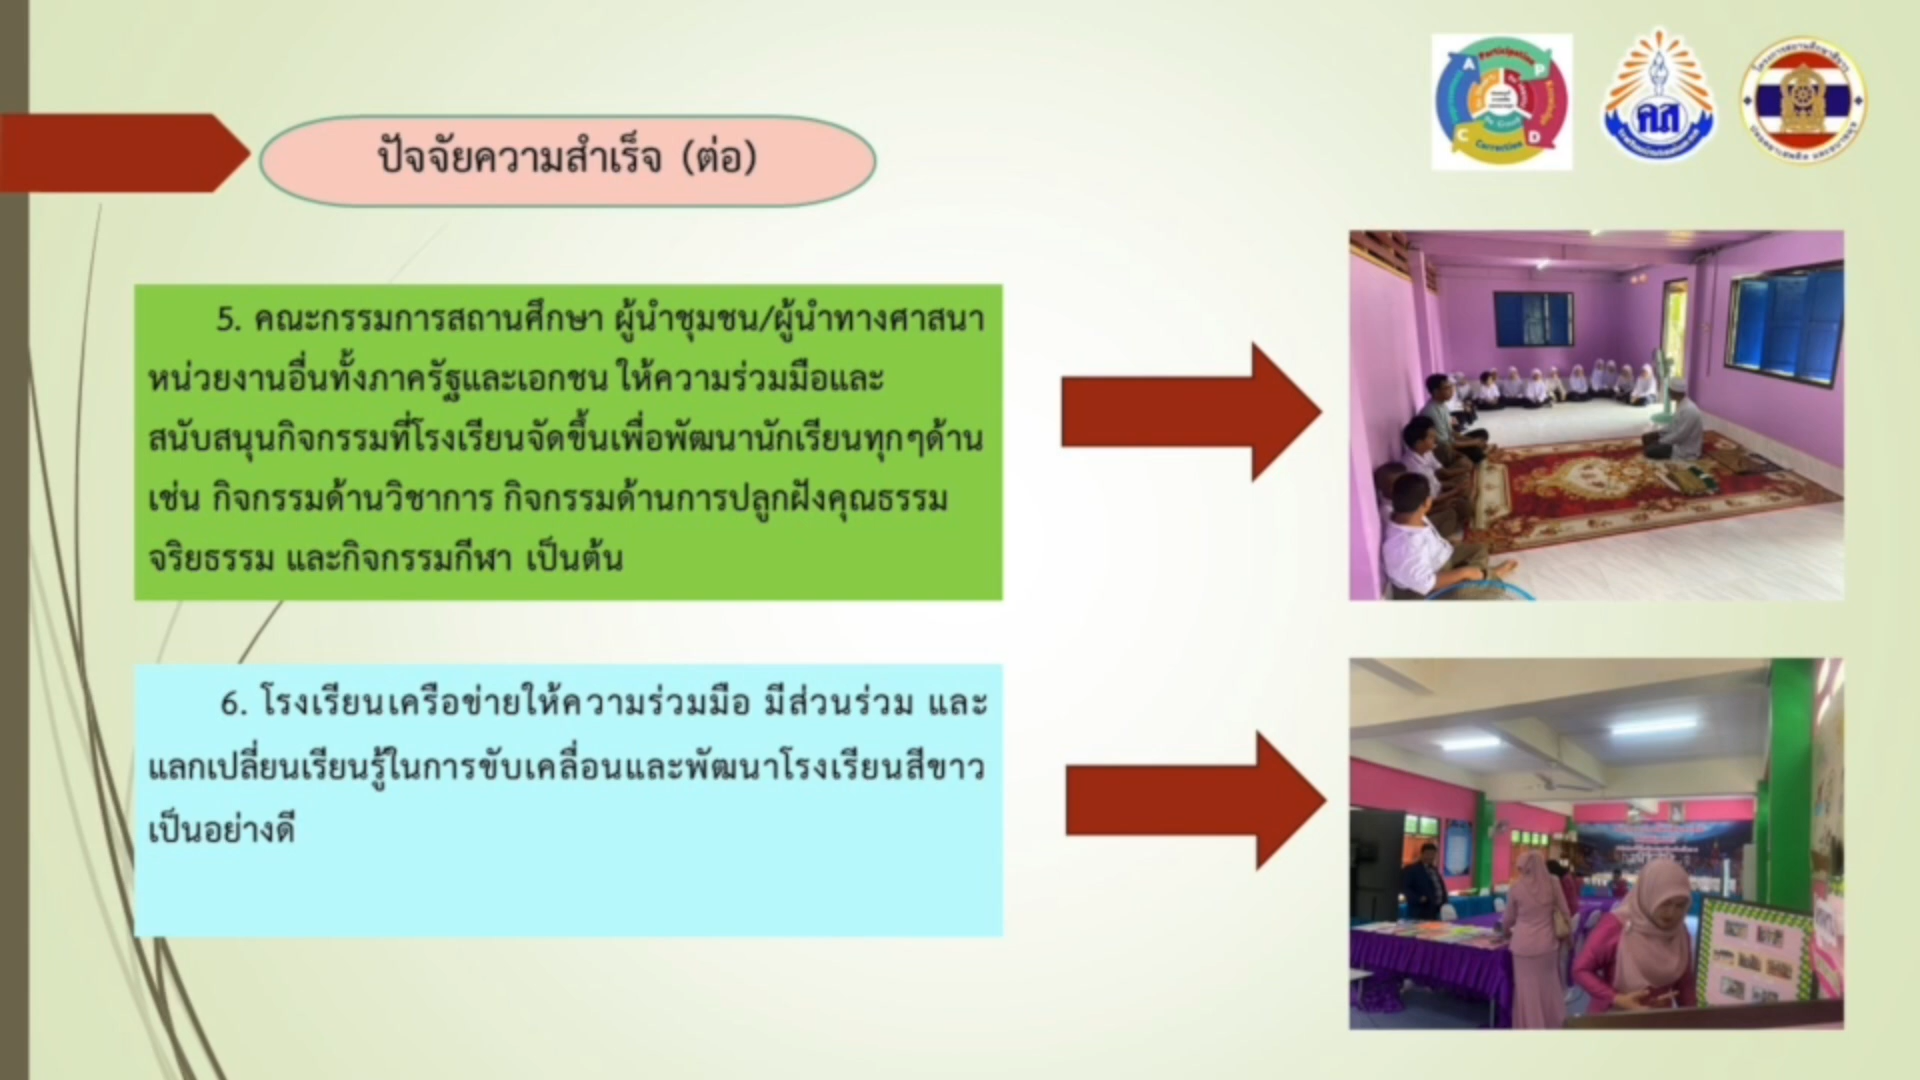 ปัจจัยความสำเร็จ (ต่อ)
A
Participation
P
C
D
Correction
คส
5. คณะกรรมการสถานศึกษา ผู้นำชุมชน/ผู้นำทางศาสนา
หน่วยงานอื่นทั้งภาครัฐและเอกชน ให้ความร่วมมือและ
สนับสนุนกิจกรรมที่โรงเรียนจัดขึ้นเพื่อพัฒนานักเรียนทุกๆด้าน
เช่น กิจกรรมด้านวิชาการ กิจกรรมด้านการปลูกฝังคุณธรรม
จริยธรรม และกิจกรรมกีฬา เป็นต้น
6. โรงเรียนเครือข่ายให้ความร่วมมือ มีส่วนร่วม และ
แลกเปลี่ยนเรียนรู้ในการขับเคลื่อนและพัฒนาโรงเรียนสีขาว
เป็นอย่างดี